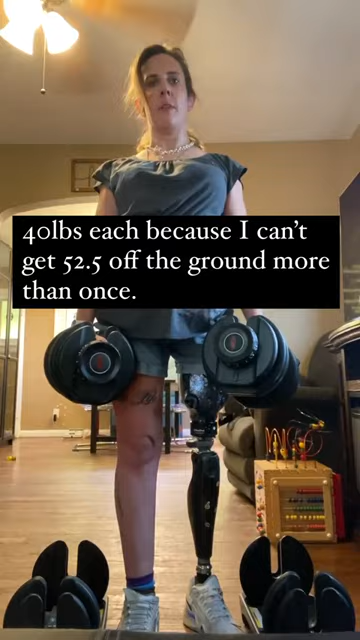 40lbs each because I can't
get 52.5 off the ground more
than once.